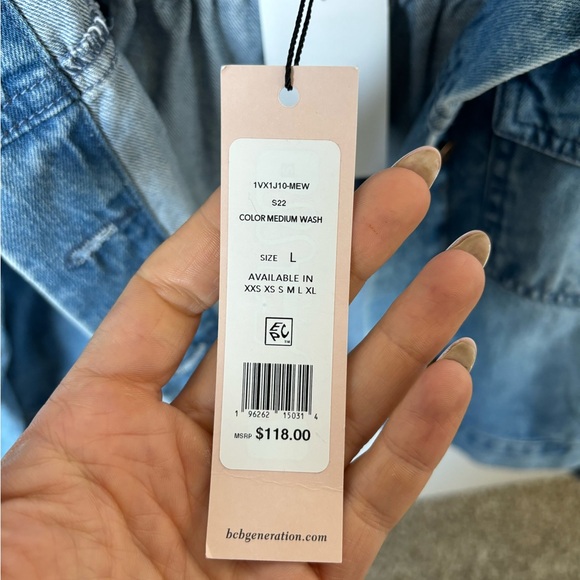 1VX1J10-MEW
S22
COLOR MEDIUM WASH
SIZE L
AVAILABLE IN
XXS XS S M L XL
EPC™
1 96262 15031 4
MSRP $118.00
bcbgeneration.com